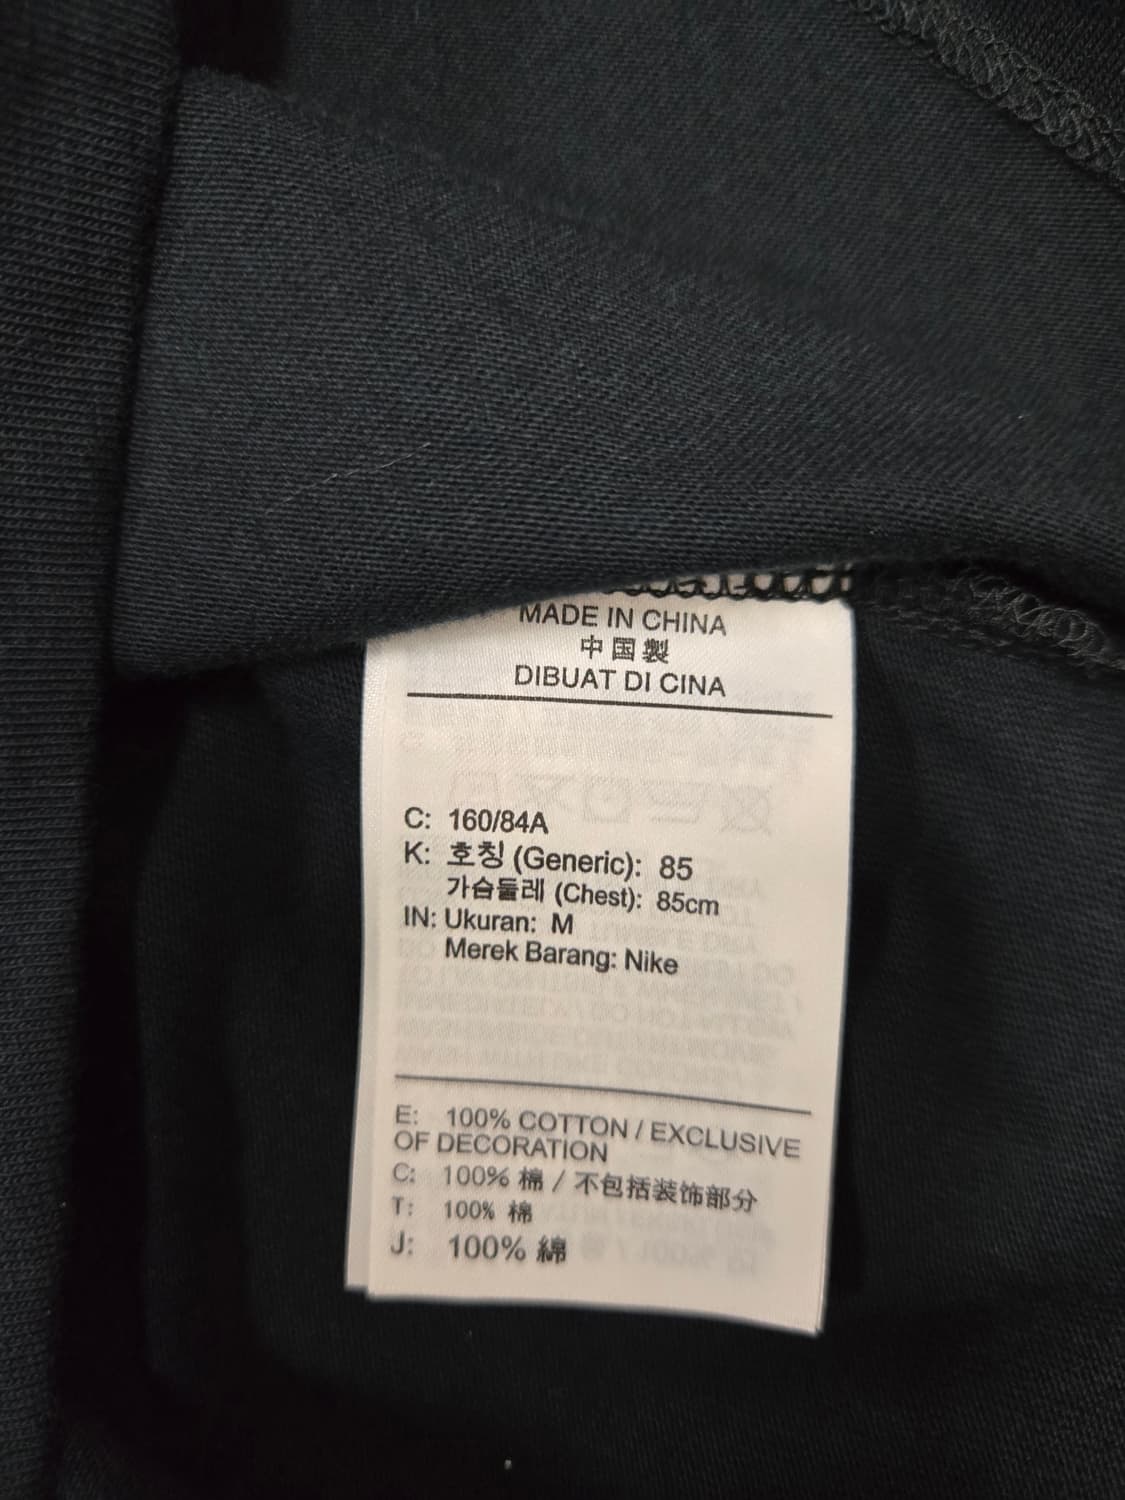 MADE IN CHINA
中国製
DIBUAT DI CINA
C: 160/84A
K: 호칭 (Generic): 85
가슴둘레 (Chest): 85cm
IN: Ukuran: M
Merek Barang: Nike
E: 100% COTTON / EXCLUSIVE
OF DECORATION
C: 100% 棉 / 不包括装饰部分
T: 100% 棉
J: 100% 綿